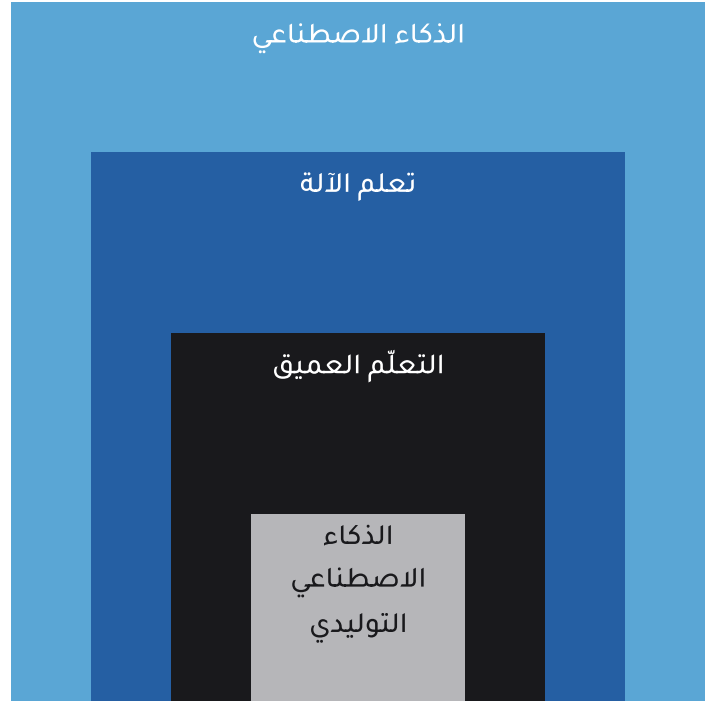 الذكاء الاصطناعي
تعلم الآلة
التعلّم العميق
الذكاء
الاصطناعي
التوليدي